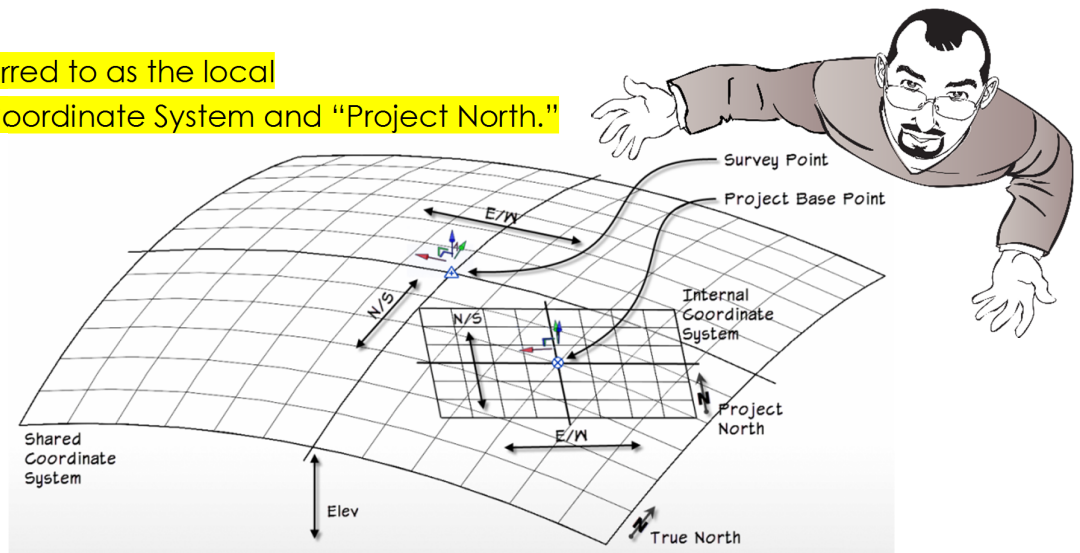 rred to as the local
oordinate System and “Project North.”
Survey Point
Project Base Point
E/W
N/S
N/S
Internal
Coordinate
System
E/W
N
Project
North
Shared
Coordinate
System
Elev
N
True North